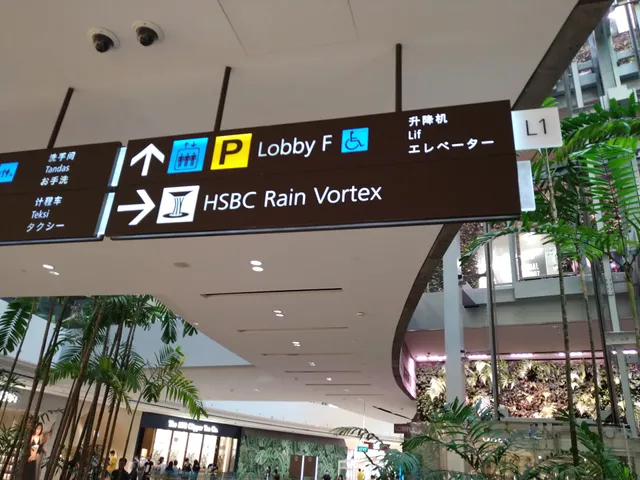 洗手间
Tandas
お手洗
计程车
Teksi
タクシー
P Lobby F
升降机
Lif
エレベーター
L1
HSBC Rain Vortex